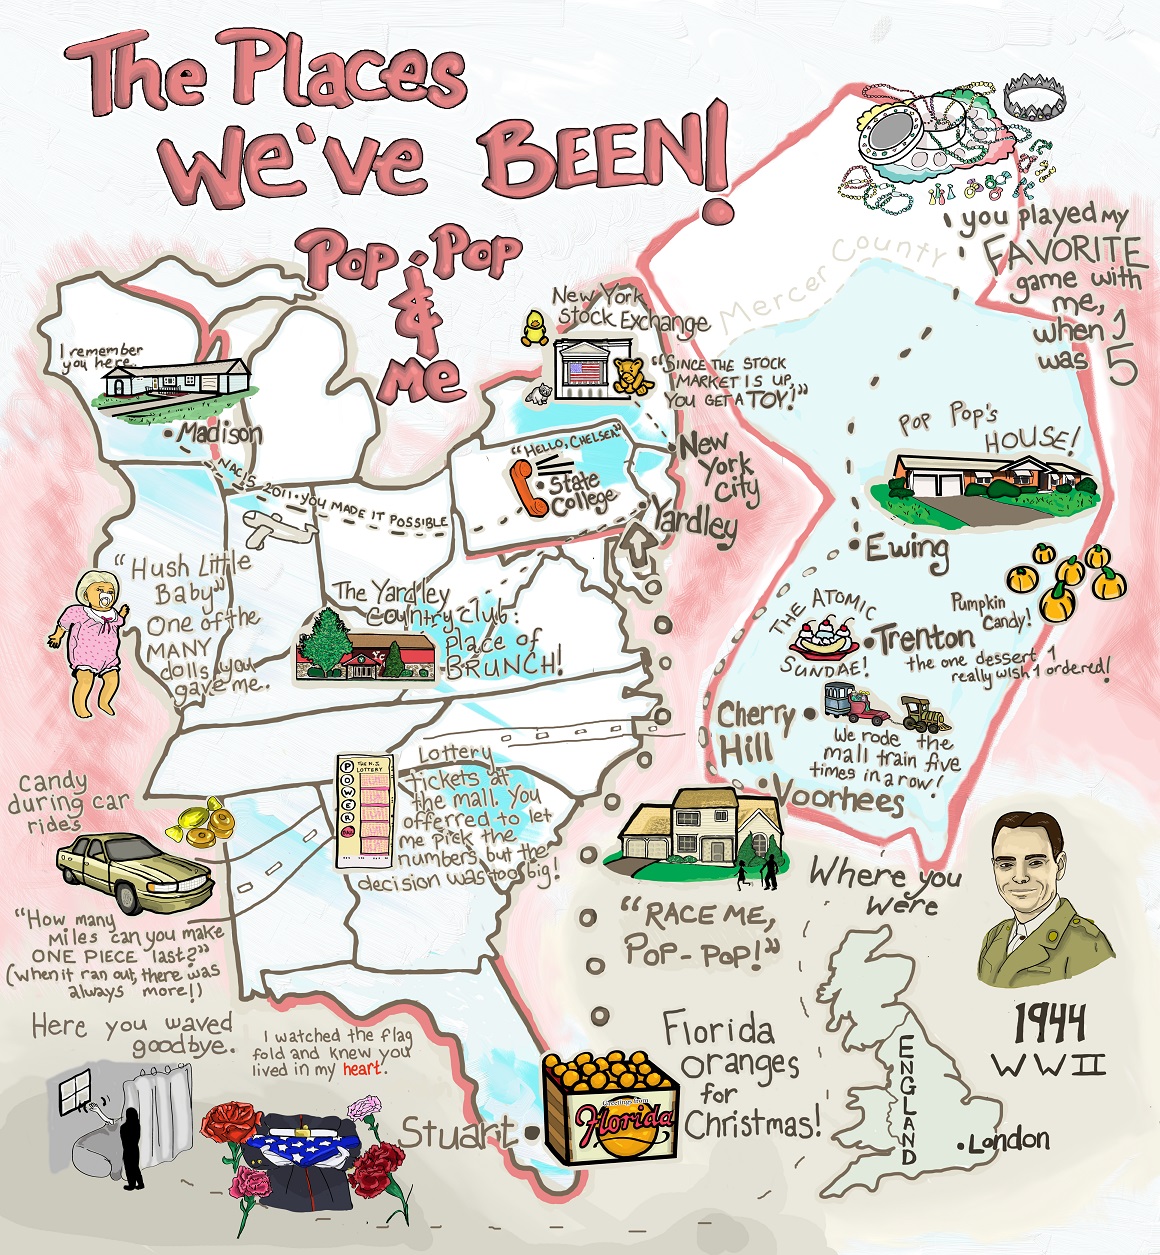 The Places
We've BEEN!
Pop-Pop
&
Me
Mercer County
you played my
FAVORITE
game with
me,
when I
was 5
New York
Stock Exchange
"SINCE THE STOCK
MARKET IS UP,
YOU GET A TOY!"
I remember
you here..
Madison
NAC15 2011. YOU MADE IT POSSIBLE
"HELLO, CHELSEA"
State
College
New
York
City
Yardley
Pop Pop's
HOUSE!
Ewing
"Hush Little
Baby"
One of the
MANY
dolls you
gave me..
The Yardley
Country Club:
place of
BRUNCH!
THE ATOMIC
SUNDAE!
Pumpkin
Candy!
Trenton
the one dessert I
really wish I ordered!
Cherry
Hill
We rode the
mall train five
times in a row!
Voorhees
Candy
during car
rides
POWER
THE N.J.
LOTTERY
Lottery
tickets at
the mall. You
offerred to let
me pick the
numbers, but the
decision was too big!
"How many
miles can you make
ONE PIECE last?"
(when it ran out, there was
always more!)
"RACE ME,
POP-POP!"
Where you
were
1944
WWII
Here you waved
goodbye.
I watched the flag
fold and knew you
lived in my heart.
Stuart
Greetings from
Florida
Florida
oranges
for
Christmas!
ENGLAND
London